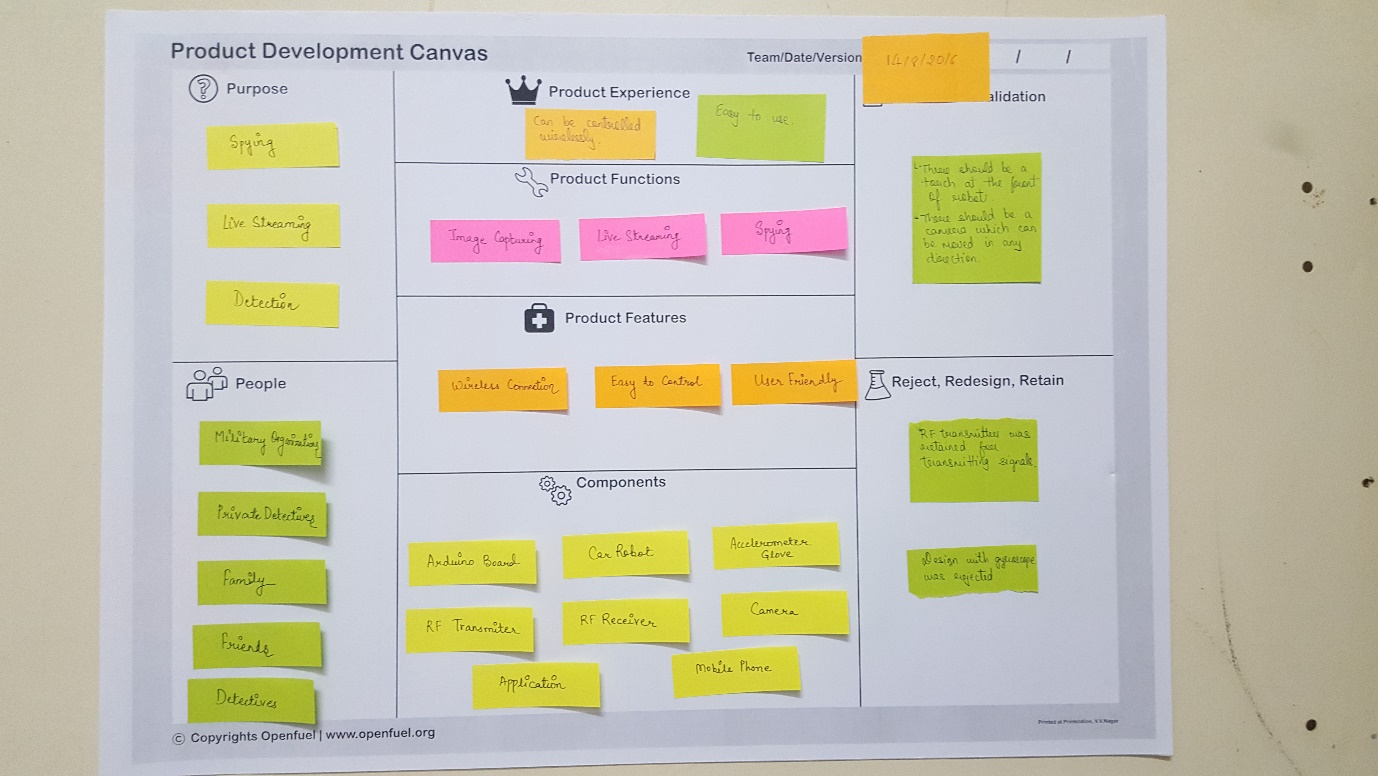 Product Development Canvas
Team/Date/Version
/ /
Purpose
Spying
Live Streaming
Detection
People
Military Organization
Private Detectives
Family
Friends
Detectives
Product Experience
Can be controlled
wirelessly.
Easy to use.
Product Functions
Image Capturing
Live Streaming
Spying
Product Features
Wireless Connection
Easy to Control
User Friendly
Components
Arduino Board
Car Robot
Accelerometer
Glove
RF Transmiter
RF Receiver
Camera
Application
Mobile Phone
alidation
- There should be a
touch at the front
of robot.
- There should be a
camera which can
be moved in any
direction.
Reject, Redesign, Retain
RF transmitter was
retained for
transmitting signals.
Design with gyroscope
was rejected
Printed at Printcation, V.V.Nagar
© Copyrights Openfuel | www.openfuel.org